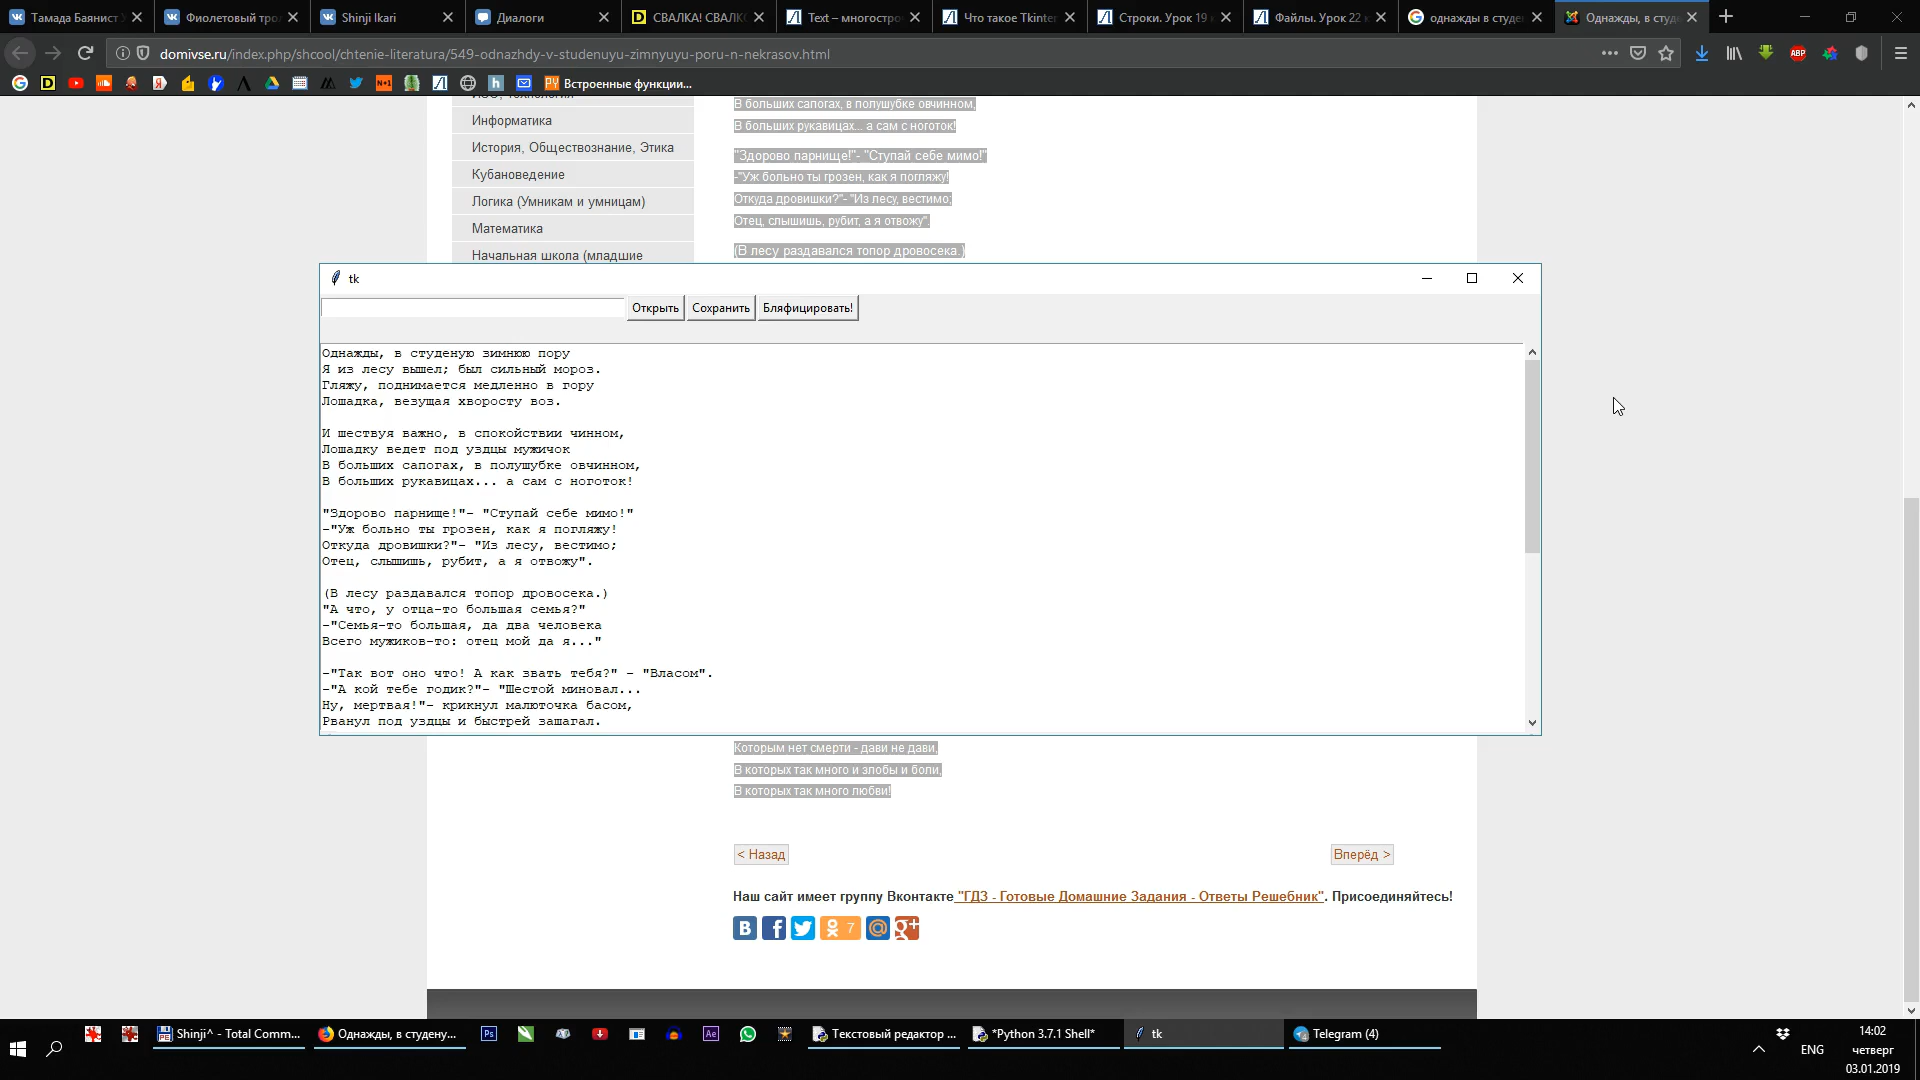 Тамада Баянист
Фиолетовый
Shinji Ikari
Диалоги
СВАЛКА!
Text – многостро
Что такое Tkinter
Строки. Урок 19
Файлы. Урок 22
однажды в студе
Однажды, в студ
domivse.ru/index.php/shcool/chtenie-literatura/549-odnazhdy-v-studenuyu-zimnyuyu-poru-n-nekrasov.html
Встроенные функции...
Информатика
История, Обществознание, Этика
Кубановедение
Логика (Умникам и умницам)
Математика
Начальная школа (младшие
В больших сапогах, в полушубке овчинном,
В больших рукавицах... а сам с ноготок!
"Здорово парнище!"- "Ступай себе мимо!"
-"Уж больно ты грозен, как я погляжу!
Откуда дровишки?"- "Из лесу, вестимо;
Отец, слышишь, рубит, а я отвожу".
(В лесу раздавался топор дровосека.)
tk
Открыть
Сохранить
Бляфицировать!
Однажды, в студеную зимнюю пору
Я из лесу вышел; был сильный мороз.
Гляжу, поднимается медленно в гору
Лошадка, везущая хворосту воз.
И шествуя важно, в спокойствии чинном,
Лошадку ведет под уздцы мужичок
В больших сапогах, в полушубке овчинном,
В больших рукавицах... а сам с ноготок!
"Здорово парнище!"- "Ступай себе мимо!"
-"Уж больно ты грозен, как я погляжу!
Откуда дровишки?"- "Из лесу, вестимо;
Отец, слышишь, рубит, а я отвожу".
(В лесу раздавался топор дровосека.)
"А что, у отца-то большая семья?"
-"Семья-то большая, да два человека
Всего мужиков-то: отец мой да я..."
-"Так вот оно что! А как звать тебя?" - "Власом".
-"А кой тебе годик?"- "Шестой миновал...
Ну, мертвая!"- крикнул малюточка басом,
Рванул под уздцы и быстрей зашагал.
Которым нет смерти - дави не дави,
В которых так много и злобы и боли,
В которых так много любви!
< Назад
Вперёд >
Наш сайт имеет группу Вконтакте "ГДЗ - Готовые Домашние Задания - Ответы Решебник". Присоединяйтесь!
7
Shinji^ - Total Comm...
Однажды, в студену...
Текстовый редактор ...
*Python 3.7.1 Shell*
tk
Telegram (4)
ENG
14:02
четверг
03.01.2019